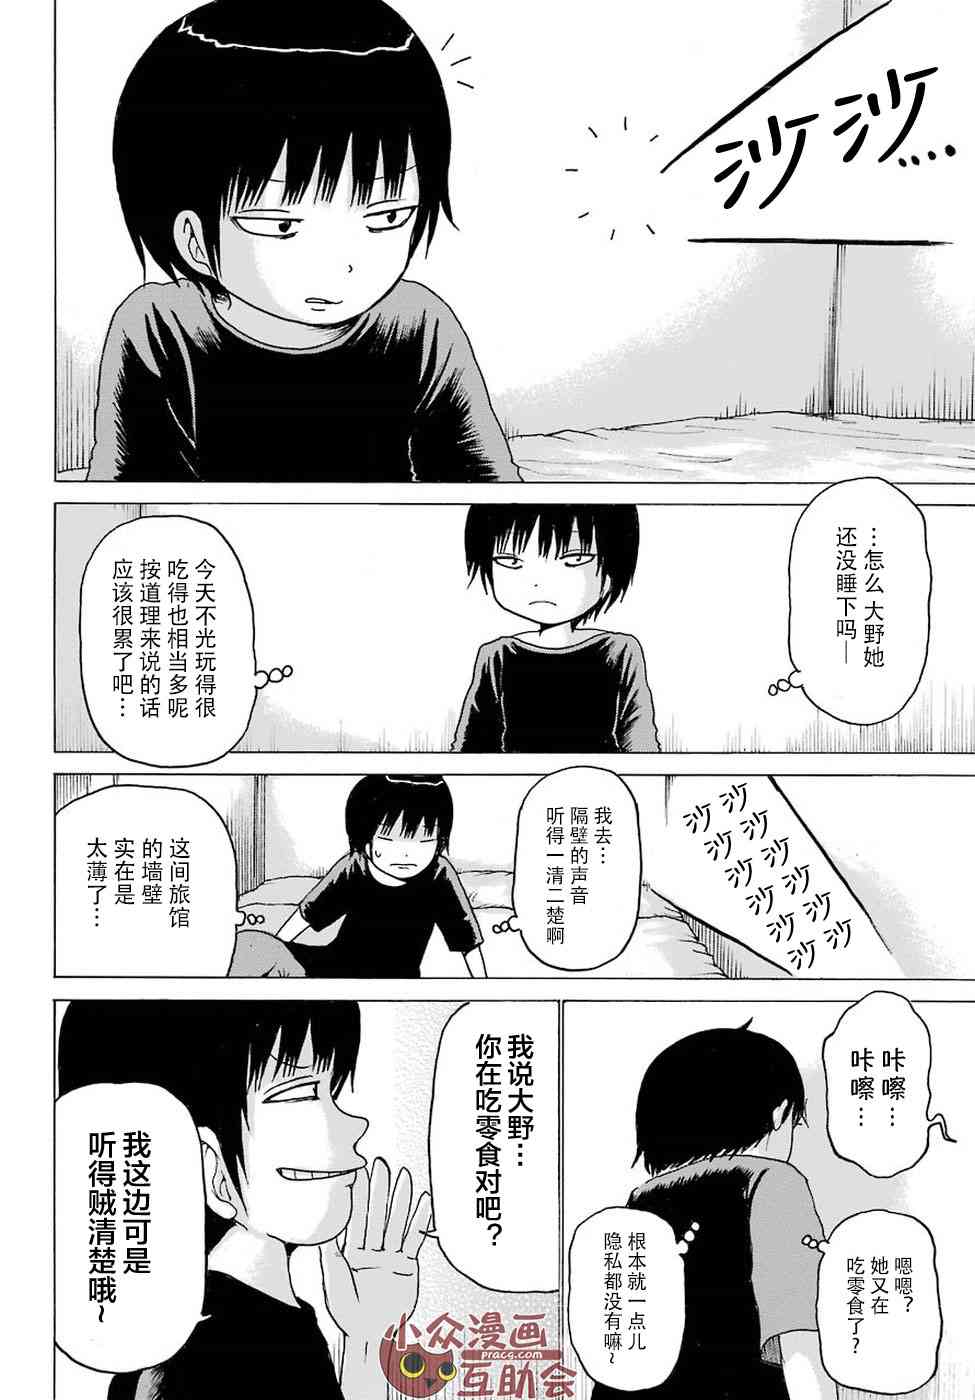 沙沙…
…怎么大野她
还没睡下吗—
今天不光玩得很
吃得也相当多呢
按道理来说的话
应该很累了吧…
沙沙
沙沙
沙沙
沙沙
沙沙
我去…
隔壁的声音
听得一清二楚啊
这间旅馆
的墙壁
实在是
太薄了…
咔嚓…
咔嚓…
嗯嗯？
她又在
吃零食了？
根本就一点儿
隐私都没有嘛~
我说大野…
你在吃零食对吧？
我这边可是
听得贼清楚哦~
小众漫画
pracg.com
互助会